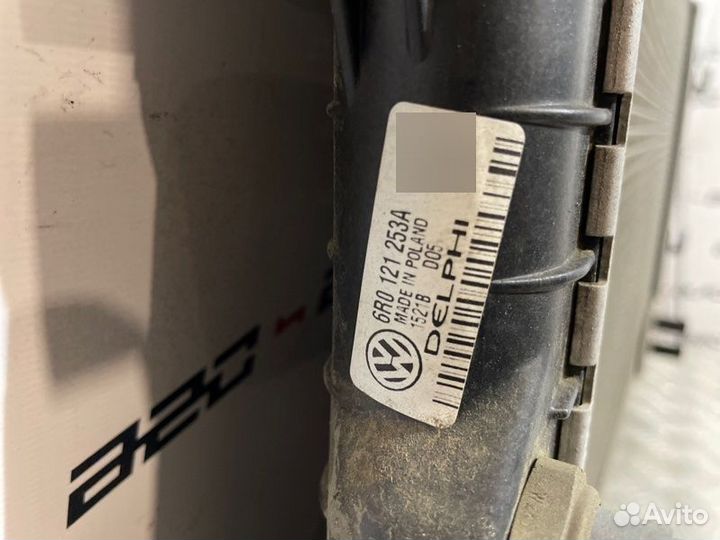 6R0 121 253A
MADE IN POLAND
1521B D05
DELPHI
Avito